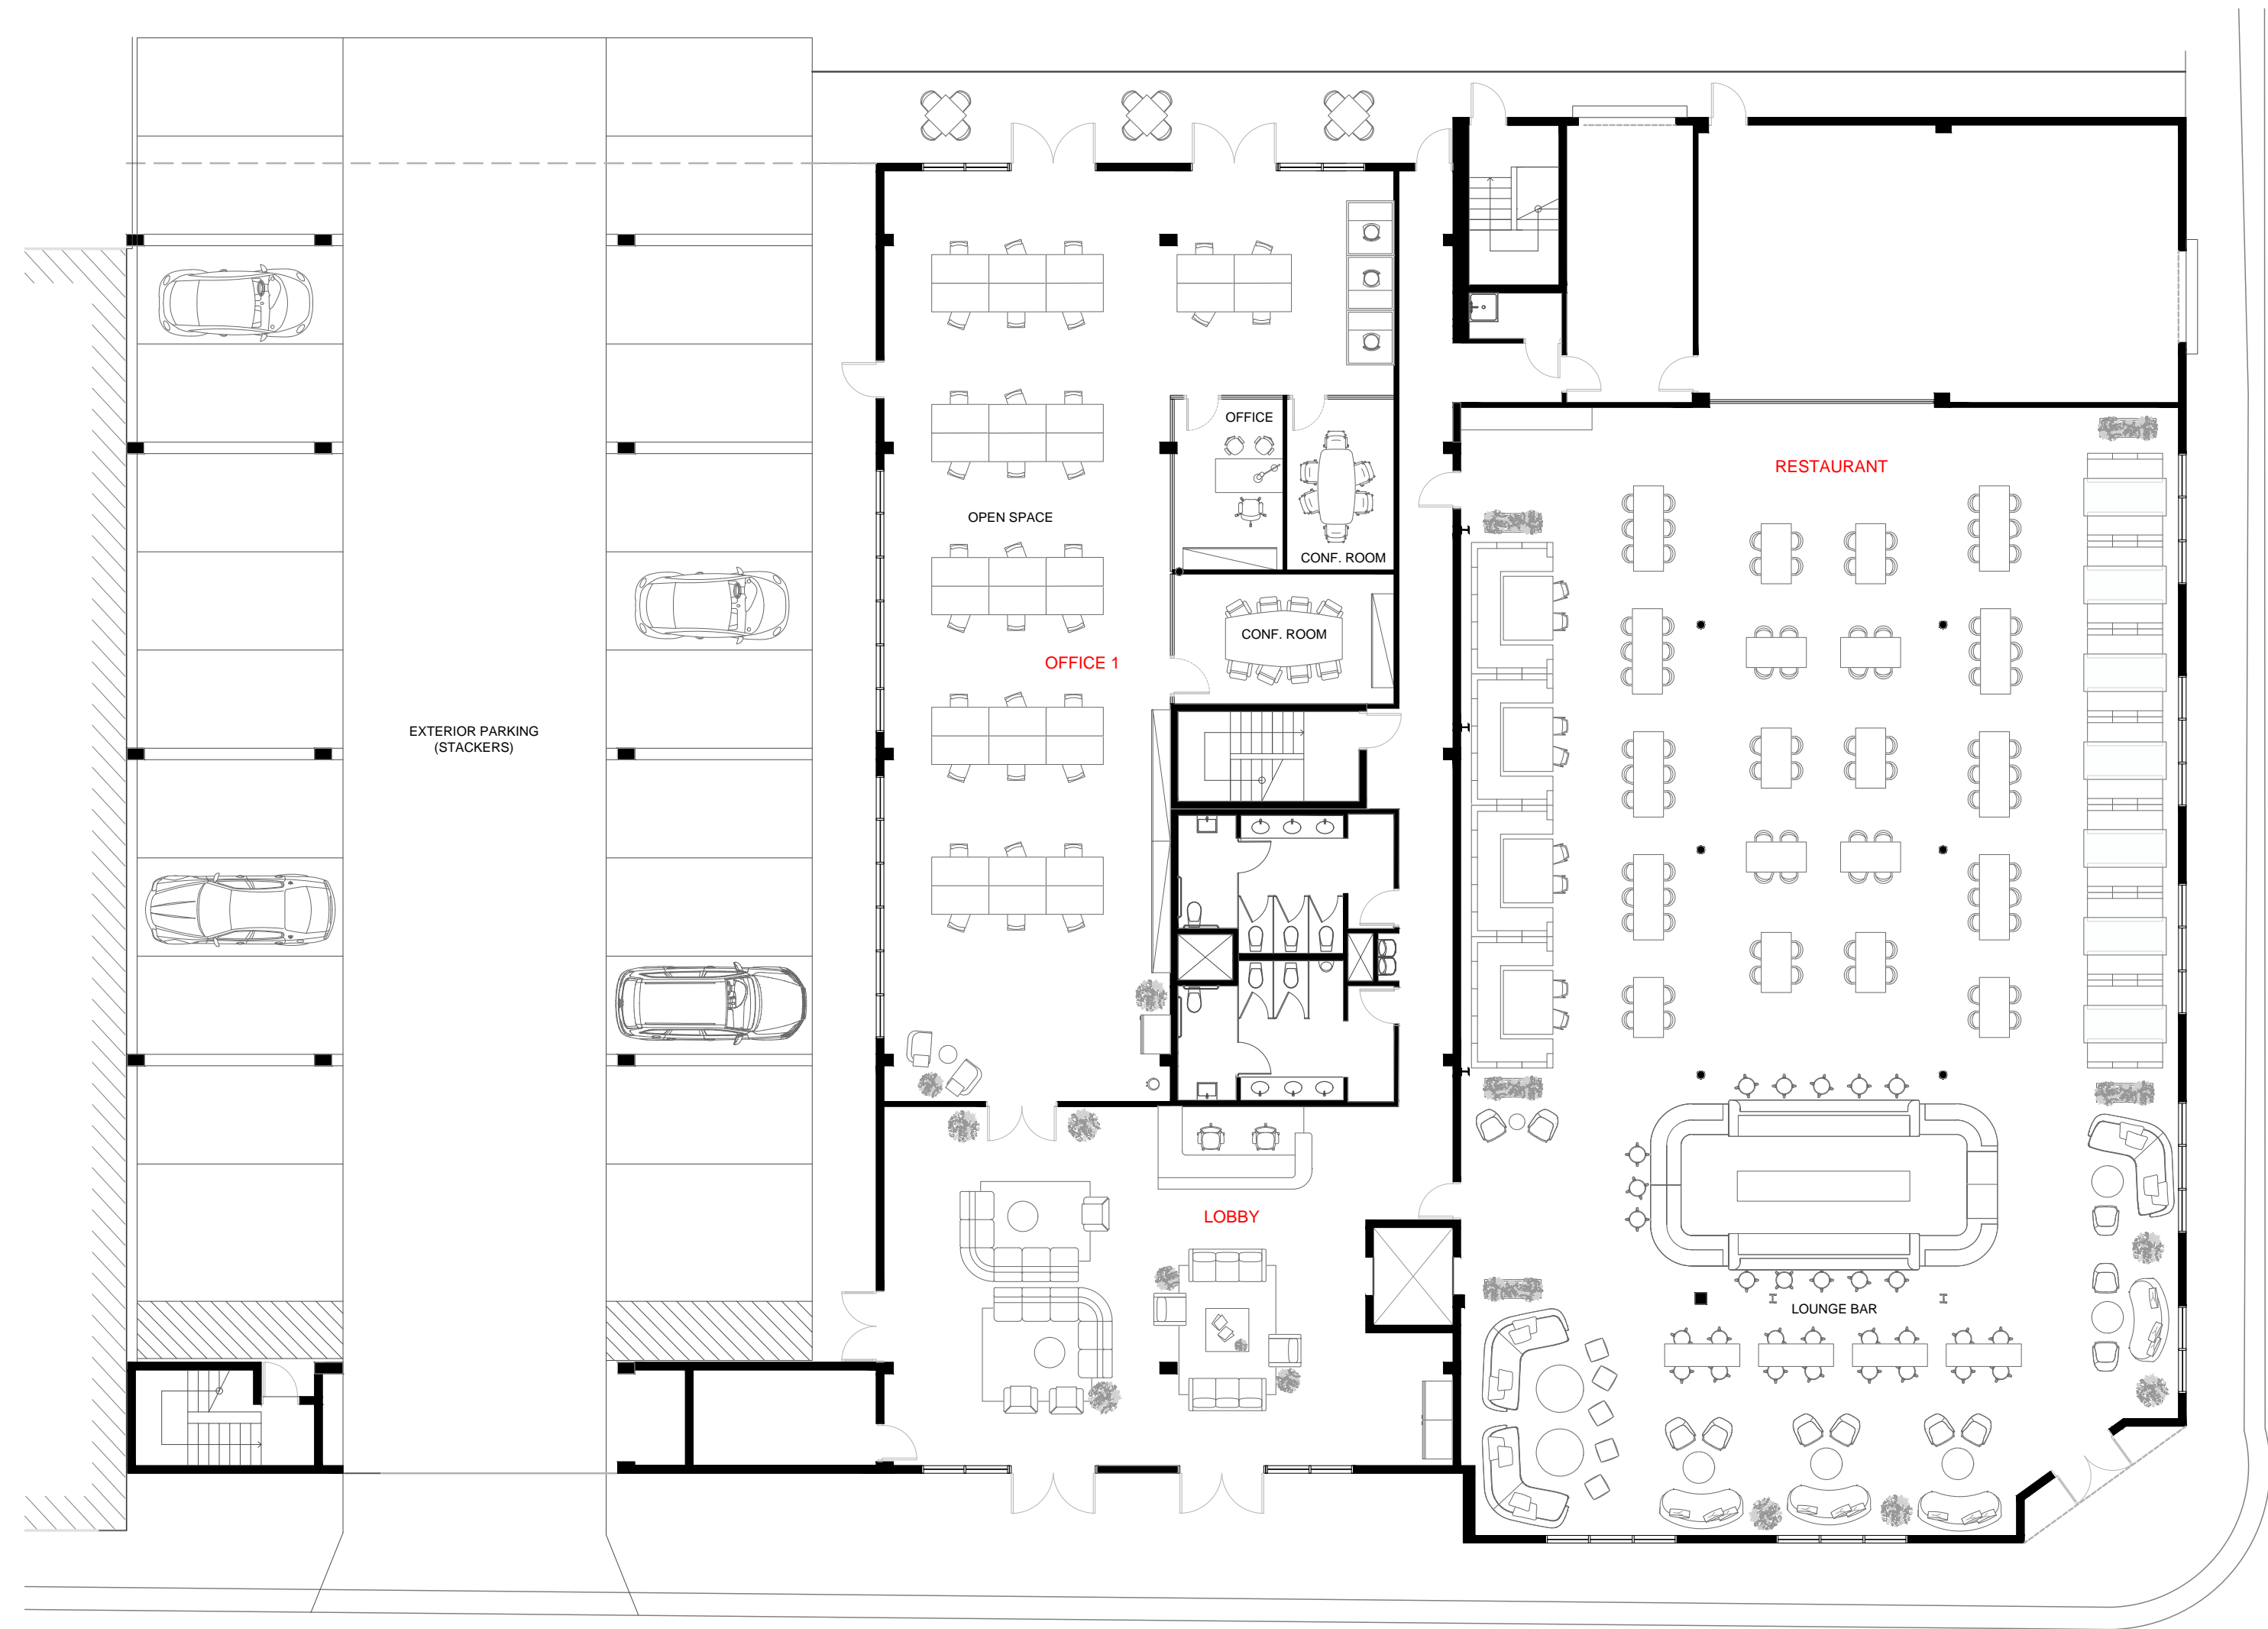 OFFICE
RESTAURANT
OPEN SPACE
CONF. ROOM
CONF. ROOM
OFFICE 1
EXTERIOR PARKING
(STACKERS)
LOBBY
LOUNGE BAR